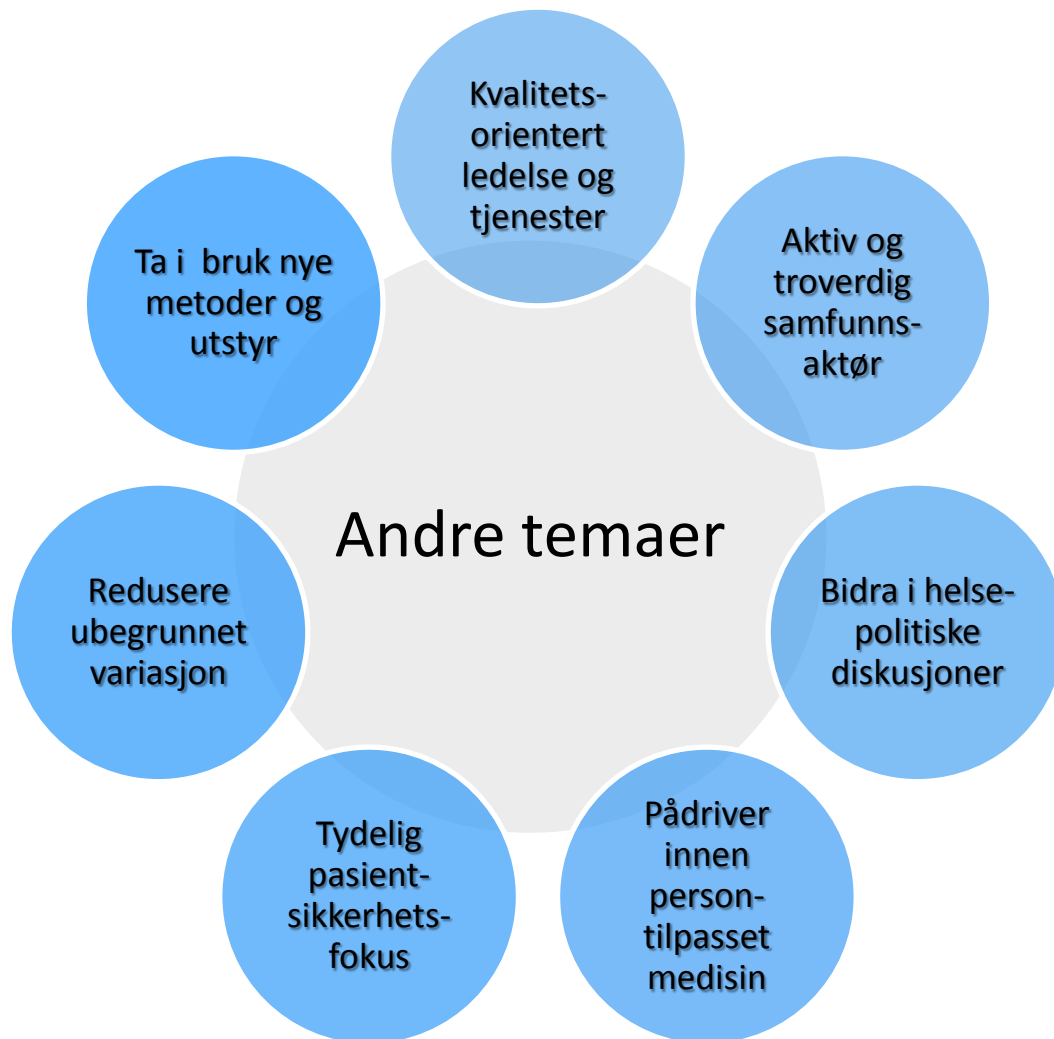 Kvalitets-
orientert
ledelse og
tjenester
Aktiv og
troverdig
samfunns-
aktør
Bidra i helse-
politiske
diskusjoner
Pådriver
innen
person-
tilpasset
medisin
Tydelig
pasient-
sikkerhets-
fokus
Redusere
ubegrunnet
variasjon
Ta i  bruk nye
metoder og
utstyr
Andre temaer